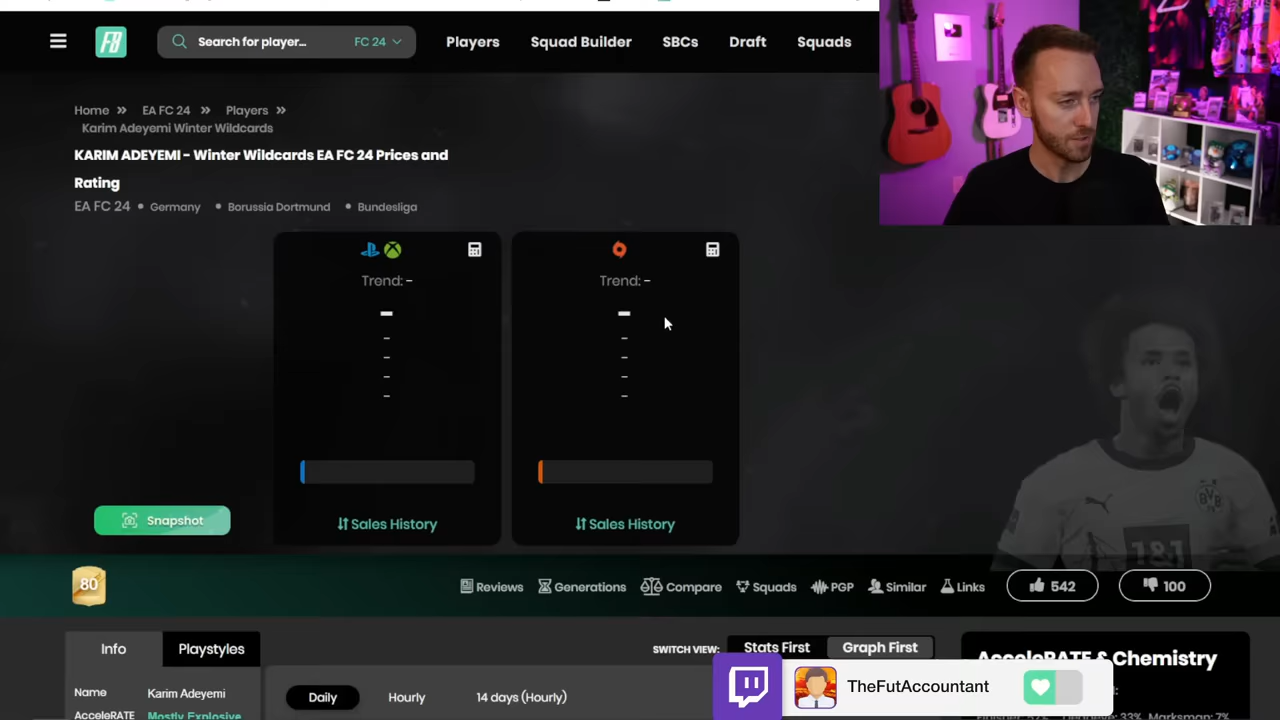 FB
Search for player...
FC 24
Players
Squad Builder
SBCs
Draft
Squads
Home » EA FC 24 » Players »
Karim Adeyemi Winter Wildcards
KARIM ADEYEMI - Winter Wildcards EA FC 24 Prices and
Rating
EA FC 24 • Germany • Borussia Dortmund • Bundesliga
Trend: -
-
-
-
-
-
Sales History
Trend: -
-
-
-
-
-
Sales History
Snapshot
80
Reviews
Generations
Compare
Squads
PGP
Similar
Links
542
100
Info
Playstyles
SWITCH VIEW:
Stats First
Graph First
AcceleRATE & Chemistry
Name Karim Adeyemi
AcceleRATE Mostly Explosive
Daily
Hourly
14 days (Hourly)
TheFutAccountant